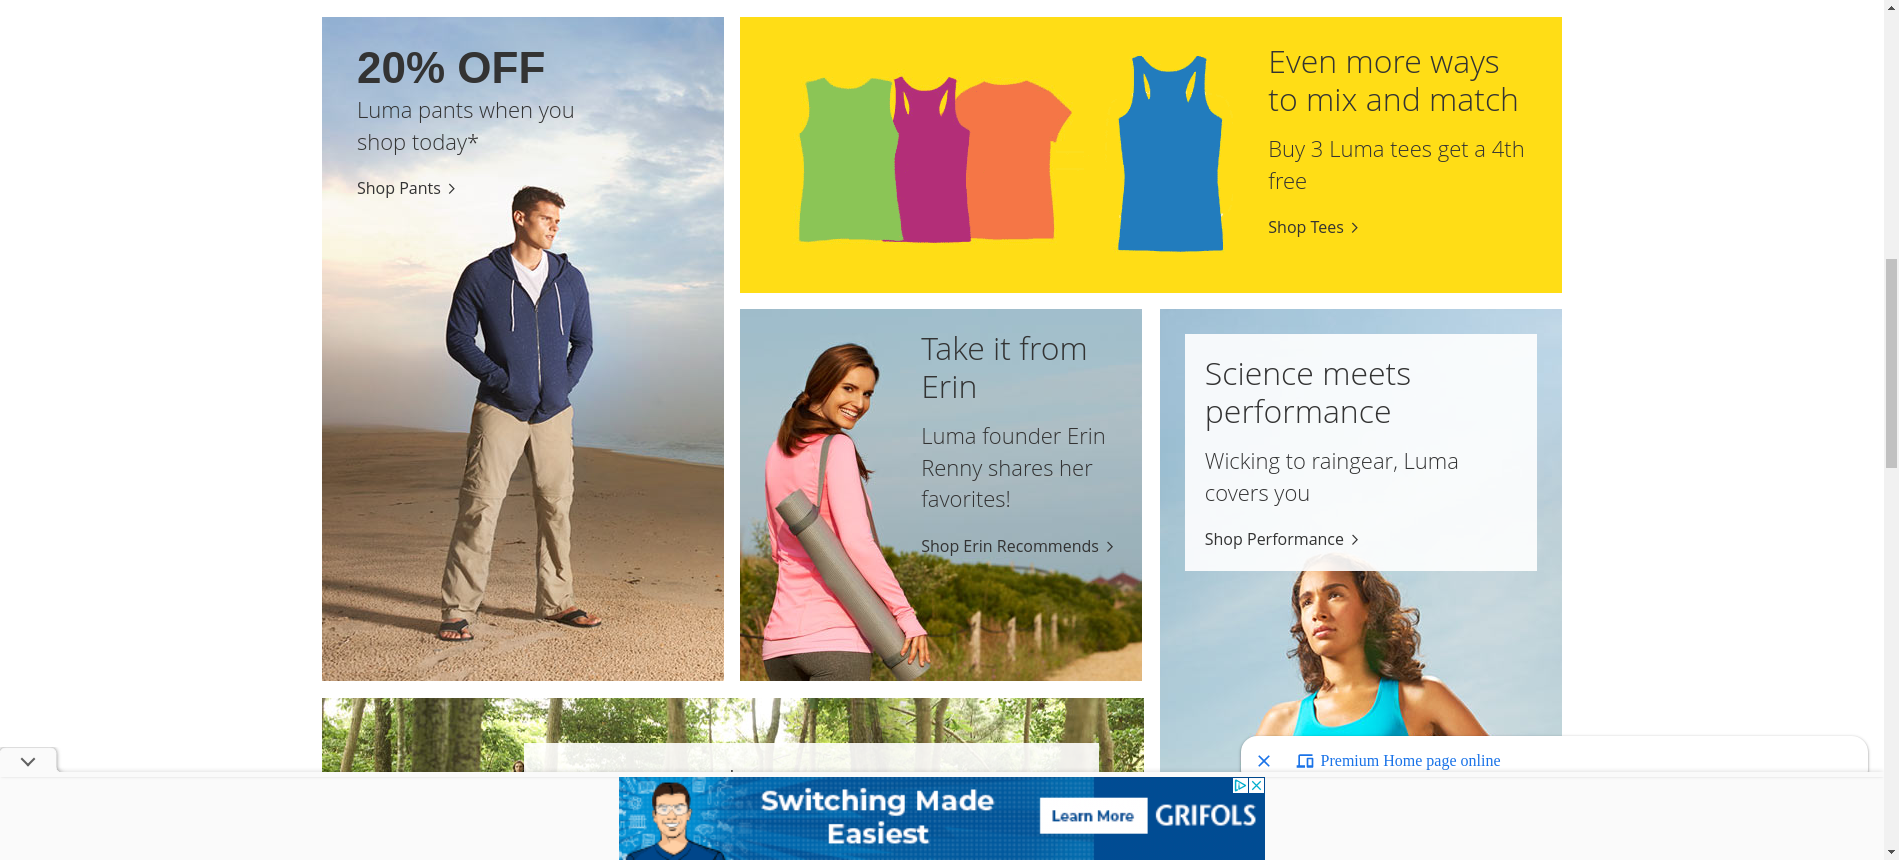 20% OFF
Luma pants when you
shop today*
Shop Pants
Even more ways
to mix and match
Buy 3 Luma tees get a 4th
free
Shop Tees
Take it from
Erin
Luma founder Erin
Renny shares her
favorites!
Shop Erin Recommends
Science meets
performance
Wicking to raingear, Luma
covers you
Shop Performance
Premium Home page online
Switching Made
Easiest
Learn More
GRIFOLS